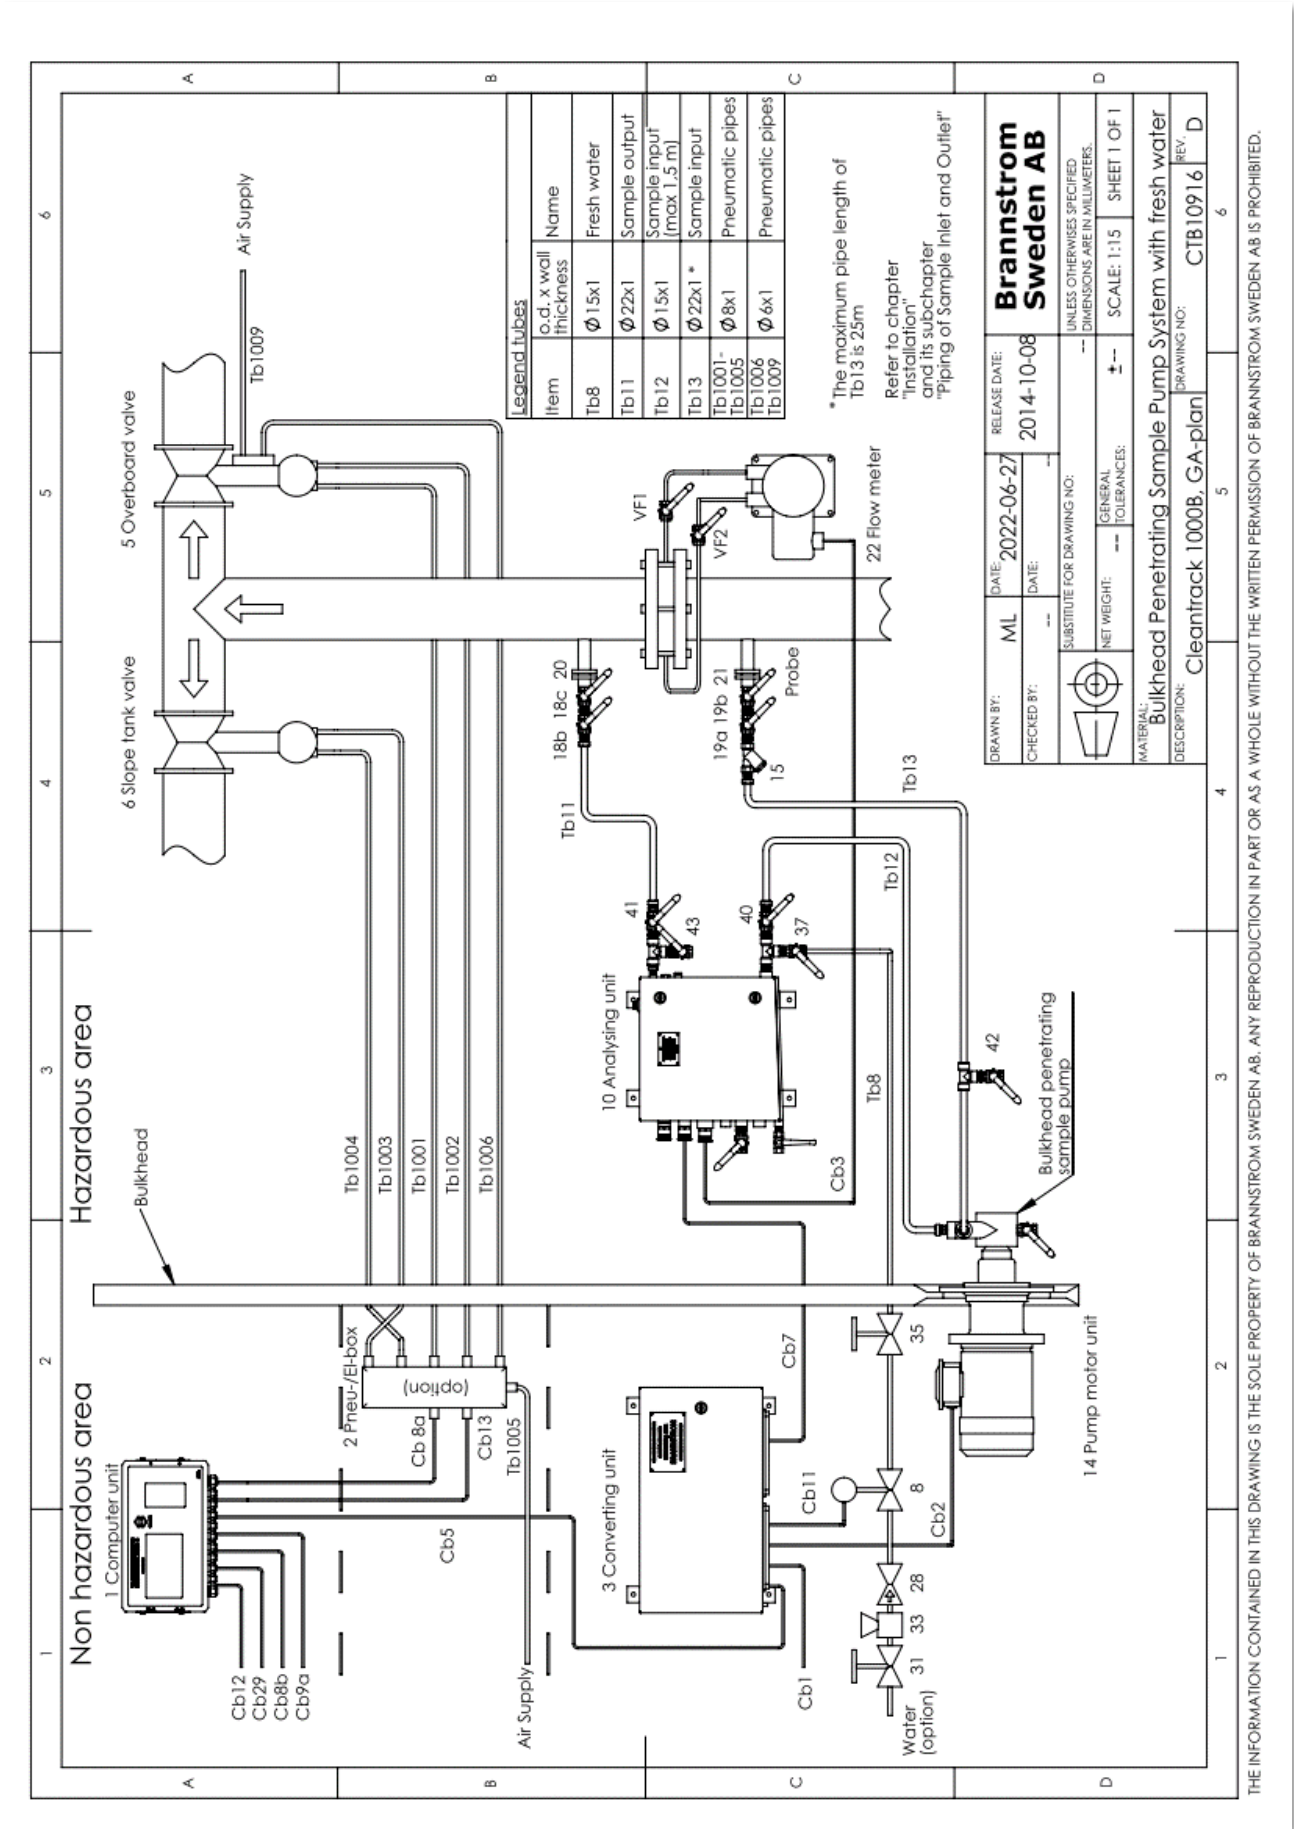 A
B
C
D
1
2
3
4
5
6
Non hazardous area
Hazardous area
Bulkhead
1 Computer unit
Cb12
Cb29
Cb8b
Cb9a
2 Pneu-/El-box
(option)
Cb 8a
Cb13
Tb1005
Cb5
Air Supply
Tb1004
Tb1003
Tb1001
Tb1002
Tb1006
6 Slope tank valve
5 Overboard valve
Tb1009
Air Supply
3 Converting unit
Cb1
Cb11
Cb2
Cb7
Cb3
10 Analysing unit
41
43
40
37
Tb11
18b 18c 20
19a 19b 21
15
Probe
VF1
VF2
22 Flow meter
Tb8
Tb12
Tb13
42
Bulkhead penetrating
sample pump
14 Pump motor unit
Water
(option)
31
33
28
8
35
Legend tubes
Item o.d. x wall
thickness Name
Tb8 Ø15x1 Fresh water
Tb11 Ø22x1 Sample output
Tb12 Ø15x1 Sample input
(max 1,5 m)
Tb13 Ø22x1 * Sample input
Tb1001-
Tb1005 Ø8x1 Pneumatic pipes
Tb1006
Tb1009 Ø6x1 Pneumatic pipes
* The maximum pipe length of
Tb13 is 25m
Refer to chapter
"Installation"
and its subchapter
"Piping of Sample Inlet and Outlet"
DRAWN BY: ML DATE: 2022-06-27 RELEASE DATE: 2014-10-08
Brannstrom
Sweden AB
CHECKED BY: -- DATE: --
SUBSTITUTE FOR DRAWING NO: --
UNLESS OTHERWISES SPECIFIED
DIMENSIONS ARE IN MILLIMETERS.
NET WEIGHT: -- GENERAL
TOLERANCES: ±-- SCALE: 1:15 SHEET 1 OF 1
MATERIAL: Bulkhead Penetrating Sample Pump System with fresh water
DESCRIPTION: Cleantrack 1000B, GA-plan DRAWING NO: CTB10916 REV. D
1
2
3
4
5
6
A
B
C
D
THE INFORMATION CONTAINED IN THIS DRAWING IS THE SOLE PROPERTY OF BRANNSTROM SWEDEN AB. ANY REPRODUCTION IN PART OR AS A WHOLE WITHOUT THE WRITTEN PERMISSION OF BRANNSTROM SWEDEN AB IS PROHIBITED.